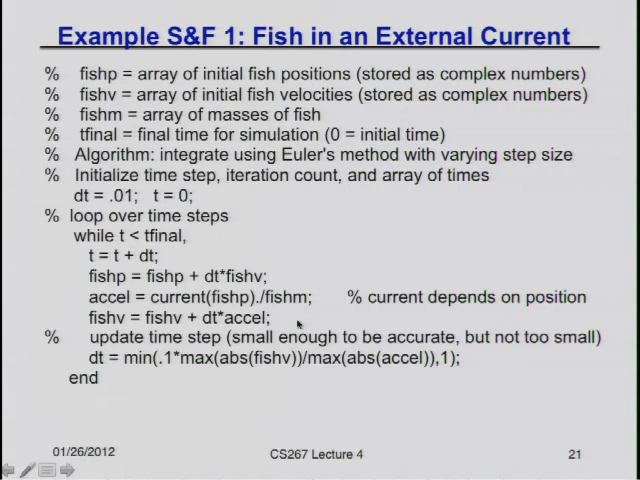 Example S&F 1: Fish in an External Current
% fishp = array of initial fish positions (stored as complex numbers)
% fishv = array of initial fish velocities (stored as complex numbers)
% fishm = array of masses of fish
% tfinal = final time for simulation (0 = initial time)
% Algorithm: integrate using Euler's method with varying step size
% Initialize time step, iteration count, and array of times
dt = .01; t = 0;
% loop over time steps
while t < tfinal,
t = t + dt;
fishp = fishp + dt*fishv;
accel = current(fishp)./fishm; % current depends on position
fishv = fishv + dt*accel;
% update time step (small enough to be accurate, but not too small)
dt = min(.1*max(abs(fishv))/max(abs(accel)),1);
end
01/26/2012 CS267 Lecture 4 21